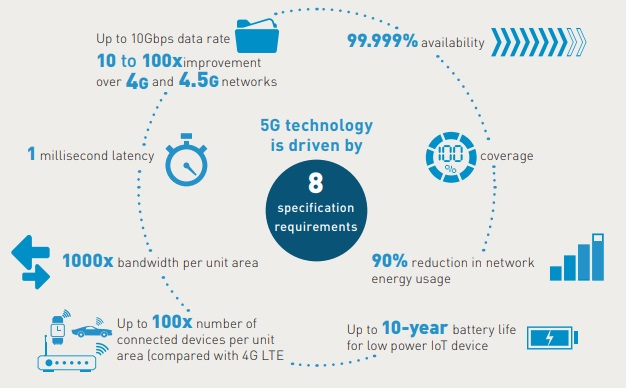 Up to 10Gbps data rate
10 to 100x improvement
over 4G and 4.5G networks
99.999% availability
5G technology
is driven by
8
specification
requirements
1 millisecond latency
100
%
coverage
1000x bandwidth per unit area
90% reduction in network
energy usage
Up to 100x number of
connected devices per unit
area (compared with 4G LTE
Up to 10-year battery life
for low power IoT device